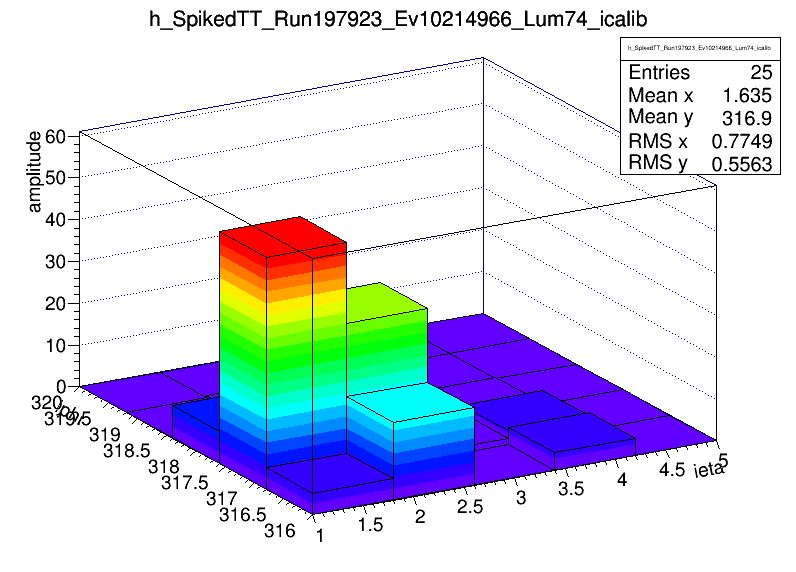 h_SpikedTT_Run197923_Ev10214966_Lum74_icalib
h_SpikedTT_Run197923_Ev10214966_Lum74_icalib
Entries 25
Mean x 1.635
Mean y 316.9
RMS x 0.7749
RMS y 0.5563
amplitude
60
50
40
30
20
10
0
320
319.5
319
318.5
318
317.5
317
316.5
316
1
1.5
2
2.5
3
3.5
4
4.5
5
ieta